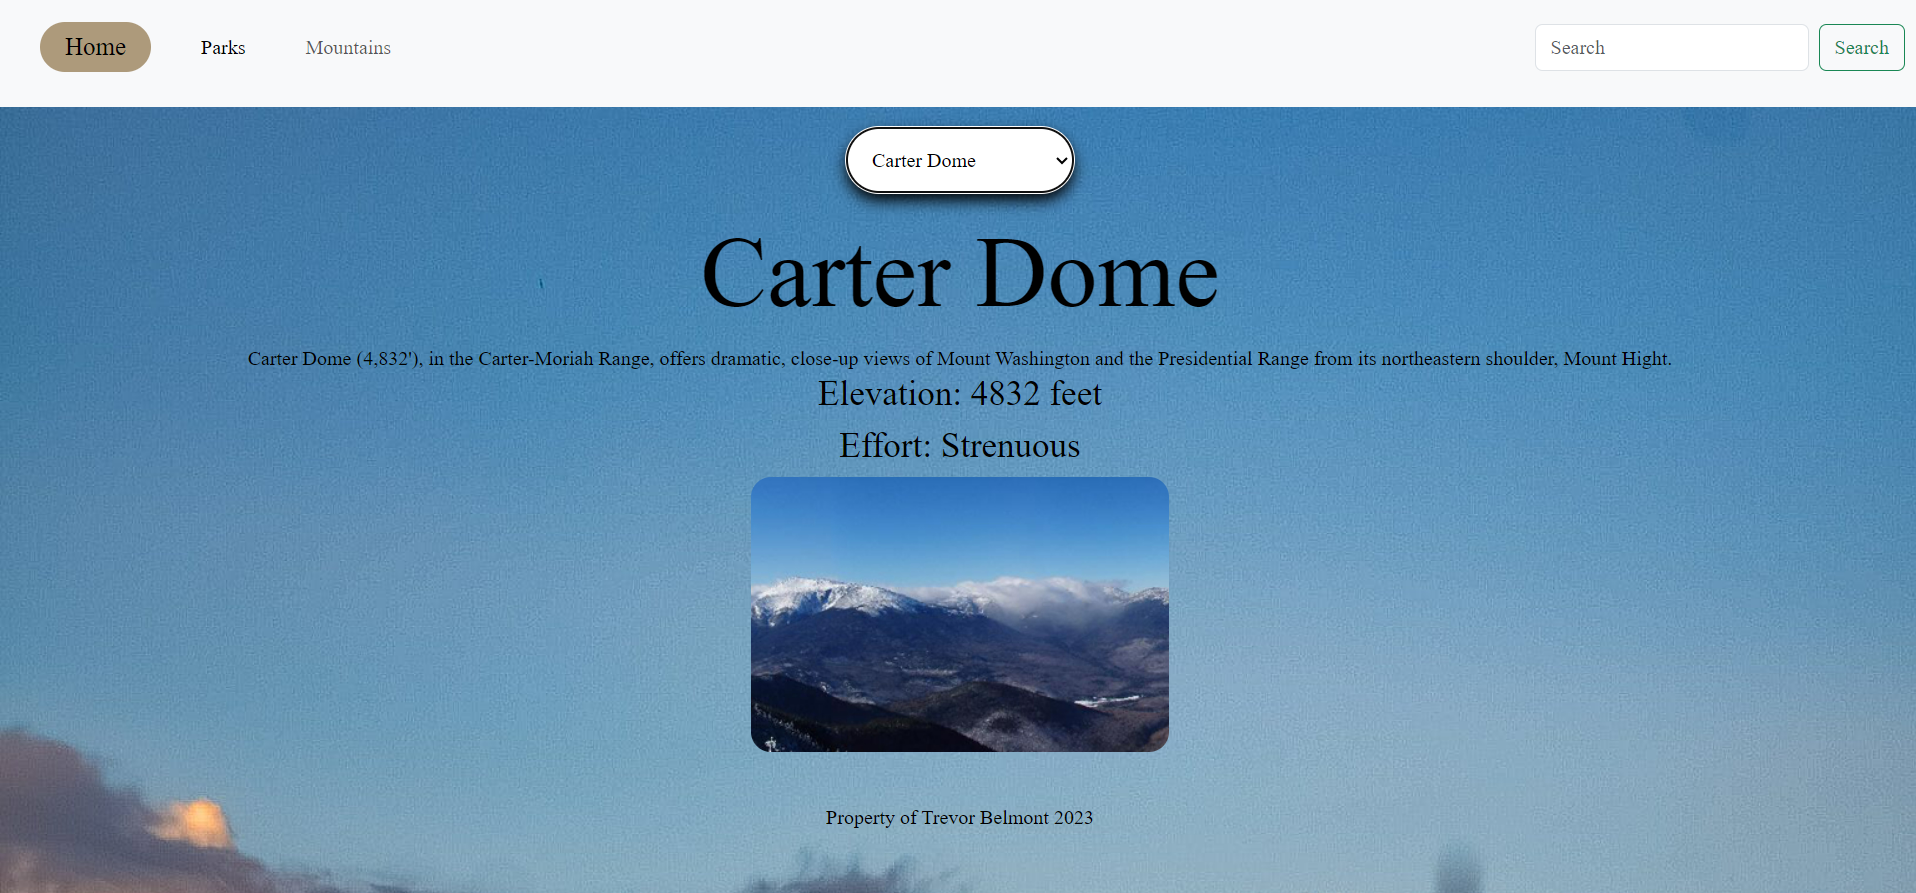 Home Parks Mountains Search Search
Carter Dome
Carter Dome
Carter Dome (4,832'), in the Carter-Moriah Range, offers dramatic, close-up views of Mount Washington and the Presidential Range from its northeastern shoulder, Mount Hight.
Elevation: 4832 feet
Effort: Strenuous
Property of Trevor Belmont 2023